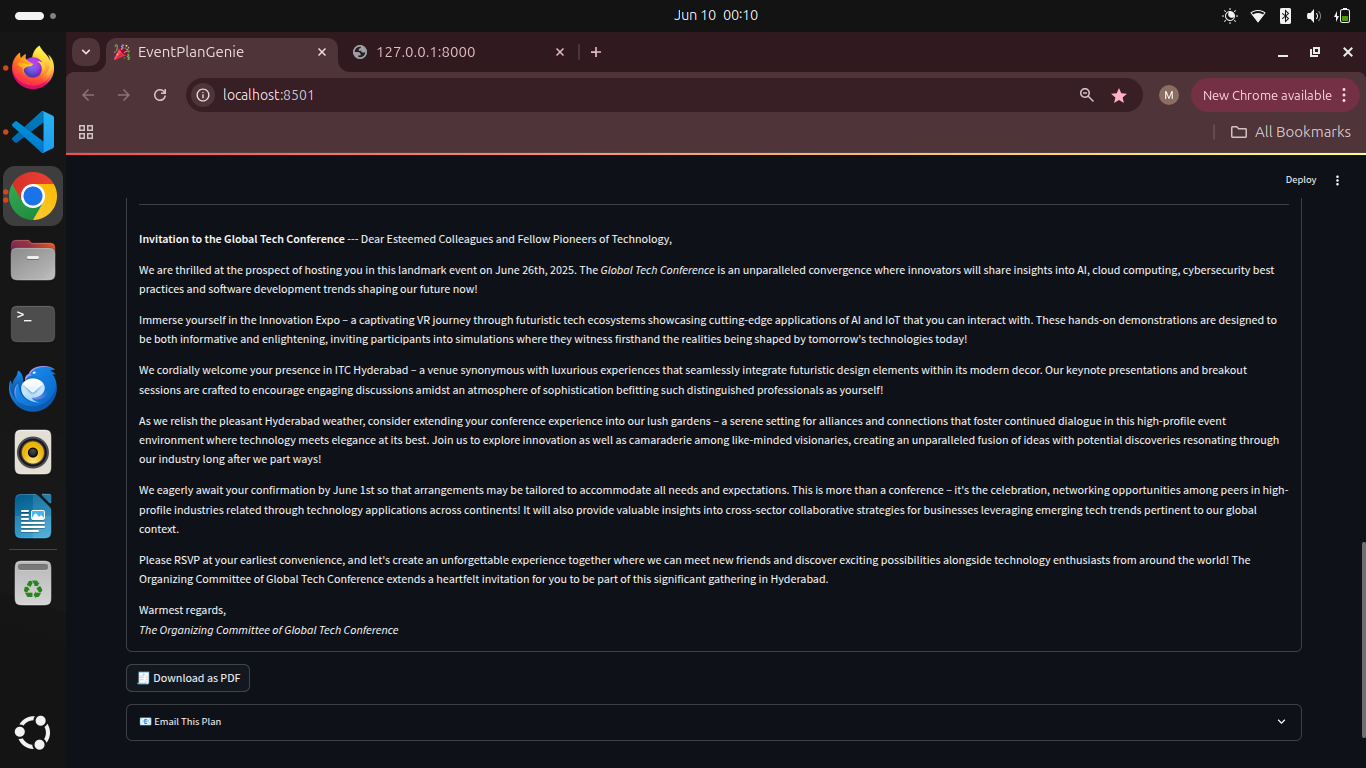 Jun 10 00:10
EventPlanGenie
127.0.0.1:8000
localhost:8501
M
New Chrome available
All Bookmarks
Deploy
Invitation to the Global Tech Conference --- Dear Esteemed Colleagues and Fellow Pioneers of Technology,
We are thrilled at the prospect of hosting you in this landmark event on June 26th, 2025. The Global Tech Conference is an unparalleled convergence where innovators will share insights into AI, cloud computing, cybersecurity best
practices and software development trends shaping our future now!
Immerse yourself in the Innovation Expo – a captivating VR journey through futuristic tech ecosystems showcasing cutting-edge applications of AI and IoT that you can interact with. These hands-on demonstrations are designed to
be both informative and enlightening, inviting participants into simulations where they witness firsthand the realities being shaped by tomorrow's technologies today!
We cordially welcome your presence in ITC Hyderabad – a venue synonymous with luxurious experiences that seamlessly integrate futuristic design elements within its modern decor. Our keynote presentations and breakout
sessions are crafted to encourage engaging discussions amidst an atmosphere of sophistication befitting such distinguished professionals as yourself!
As we relish the pleasant Hyderabad weather, consider extending your conference experience into our lush gardens – a serene setting for alliances and connections that foster continued dialogue in this high-profile event
environment where technology meets elegance at its best. Join us to explore innovation as well as camaraderie among like-minded visionaries, creating an unparalleled fusion of ideas with potential discoveries resonating through
our industry long after we part ways!
We eagerly await your confirmation by June 1st so that arrangements may be tailored to accommodate all needs and expectations. This is more than a conference – it's the celebration, networking opportunities among peers in high-
profile industries related through technology applications across continents! It will also provide valuable insights into cross-sector collaborative strategies for businesses leveraging emerging tech trends pertinent to our global
context.
Please RSVP at your earliest convenience, and let's create an unforgettable experience together where we can meet new friends and discover exciting possibilities alongside technology enthusiasts from around the world! The
Organizing Committee of Global Tech Conference extends a heartfelt invitation for you to be part of this significant gathering in Hyderabad.
Warmest regards,
The Organizing Committee of Global Tech Conference
Download as PDF
Email This Plan